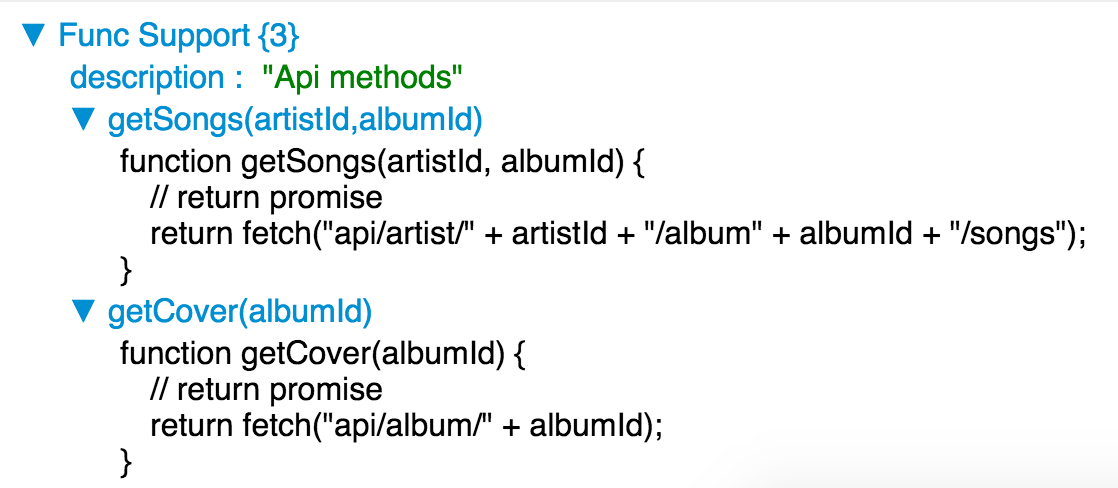 ▼ Func Support {3}
description : "Api methods"
▼ getSongs(artistId,albumId)
function getSongs(artistId, albumId) {
// return promise
return fetch("api/artist/" + artistId + "/album" + albumId + "/songs");
}
▼ getCover(albumId)
function getCover(albumId) {
// return promise
return fetch("api/album/" + albumId);
}